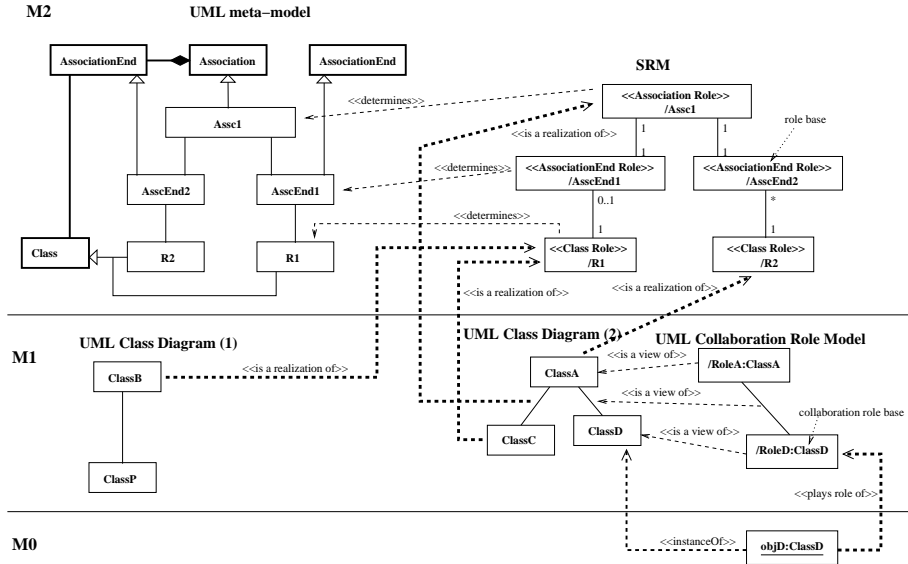 M2
UML meta-model
AssociationEnd
Association
AssociationEnd
SRM
<<Association Role>>
/Assc1
<<determines>>
Assc1
<<is a realization of>>
1
1
role base
1
1
<<determines>>
<<AssociationEnd Role>>
/AsscEnd1
<<AssociationEnd Role>>
/AsscEnd2
AsscEnd2
AsscEnd1
0..1
*
<<determines>>
1
1
Class
R2
R1
<<Class Role>>
/R1
<<Class Role>>
/R2
<<is a realization of>>
<<is a realization of>>
M1
UML Class Diagram (1)
UML Class Diagram (2)
UML Collaboration Role Model
ClassB
<<is a realization of>>
ClassA
<<is a view of>>
/RoleA:ClassA
<<is a view of>>
collaboration role base
ClassC
ClassD
<<is a view of>>
/RoleD:ClassD
ClassP
<<plays role of>>
M0
<<instanceOf>>
objD:ClassD